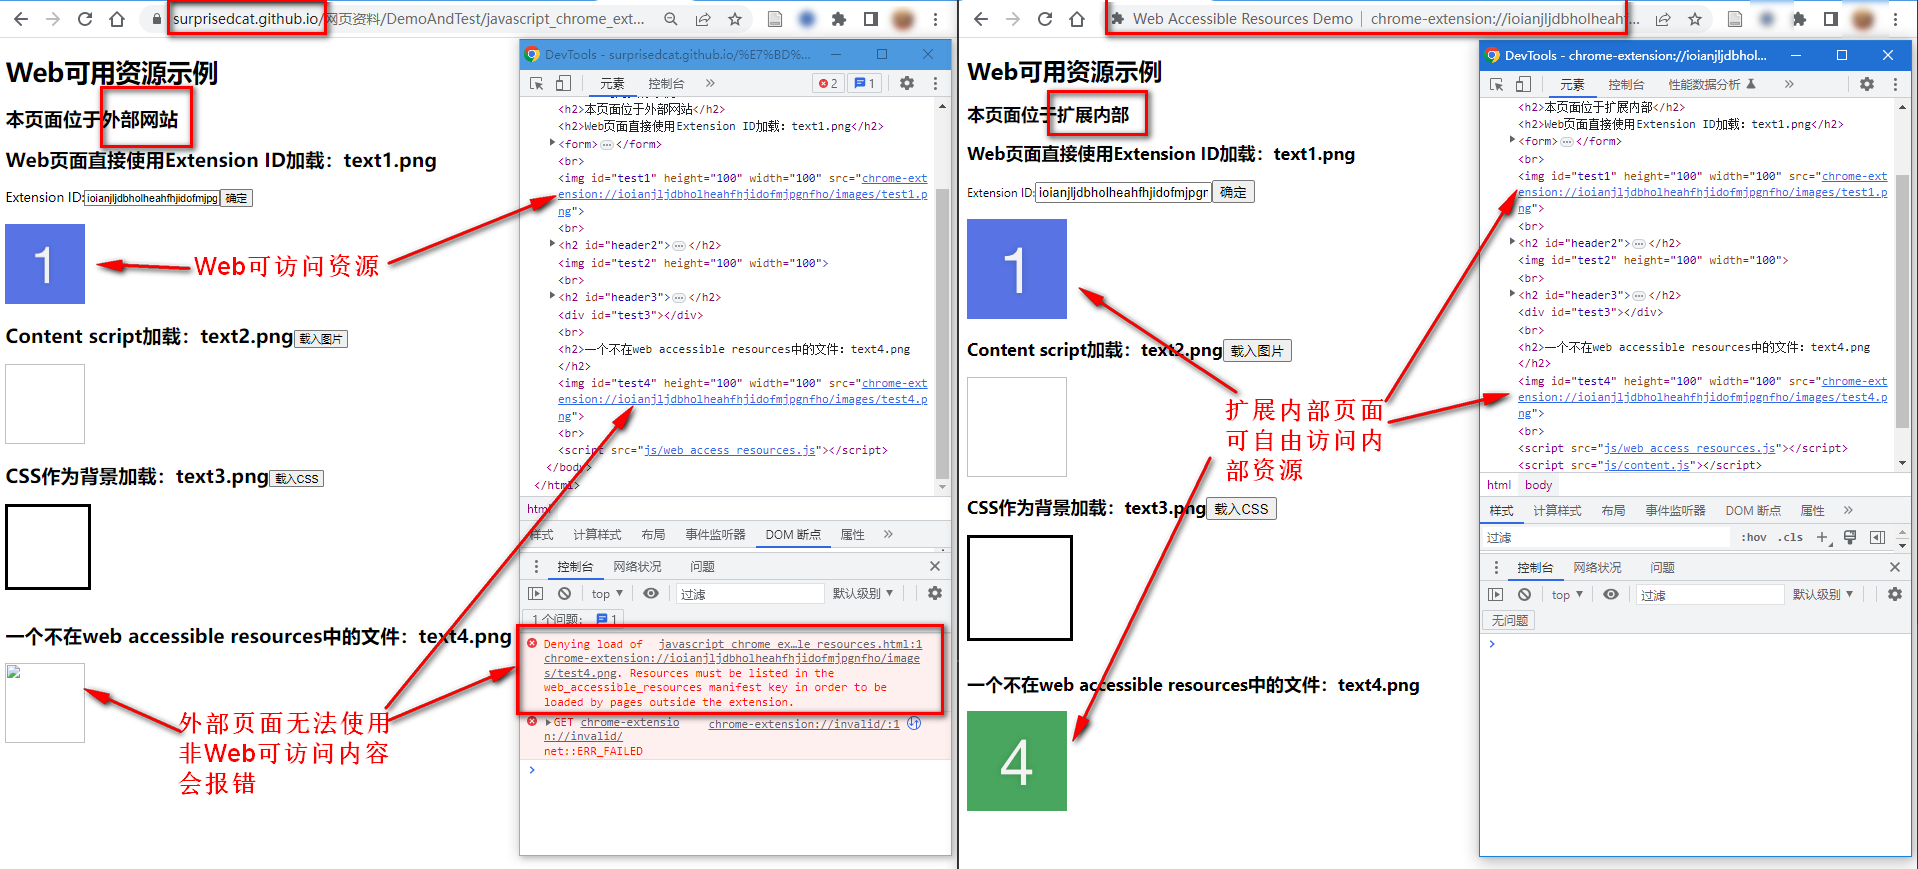 surprisedcat.github.io/网页资料/DemoAndTest/javascript_chrome_ext...
Web可用资源示例
本页面位于外部网站
Web页面直接使用Extension ID加载：text1.png
Extension ID: ioianjljdbholheahfhjidofmjpg 确定
1
Web可访问资源
Content script加载：text2.png 载入图片
CSS作为背景加载：text3.png 载入CSS
一个不在web accessible resources中的文件：text4.png
外部页面无法使用
非Web可访问内容
会报错
DevTools - surprisedcat.github.io/%E7%BD%...
元素 控制台 » 2 1
<h2>本页面位于外部网站</h2>
<h2>Web页面直接使用Extension ID加载：text1.png</h2>
<form>…</form>
<br>
<img id="test1" height="100" width="100" src="chrome-ext
ension://ioianjljdbholheahfhjidofmjpgnfho/images/test1.p
ng">
<br>
<h2 id="header2">…</h2>
<img id="test2" height="100" width="100">
<br>
<h2 id="header3">…</h2>
<div id="test3"></div>
<br>
<h2>一个不在web accessible resources中的文件：text4.png
</h2>
<img id="test4" height="100" width="100" src="chrome-ext
ension://ioianjljdbholheahfhjidofmjpgnfho/images/test4.p
ng">
<br>
<script src="js/web_access_resources.js"></script>
</body>
</html>
html
样式 计算样式 布局 事件监听器 DOM 断点 属性 »
控制台 网络状况 问题
top ▼ 过滤 默认级别 ▼
1 个问题： 1
Denying load of javascript_chrome_ex…le_resources.html:1
chrome-extension://ioianjljdbholheahfhjidofmjpgnfho/image
s/test4.png. Resources must be listed in the
web_accessible_resources manifest key in order to be
loaded by pages outside the extension.
GET chrome-extensio chrome-extension://invalid/:1
n://invalid/
net::ERR_FAILED
Web Accessible Resources Demo | chrome-extension://ioianjljdbholheahf...
Web可用资源示例
本页面位于扩展内部
Web页面直接使用Extension ID加载：text1.png
Extension ID: ioianjljdbholheahfhjidofmjpgr 确定
1
Content script加载：text2.png 载入图片
扩展内部页面
可自由访问内
部资源
CSS作为背景加载：text3.png 载入CSS
一个不在web accessible resources中的文件：text4.png
4
DevTools - chrome-extension://ioianjljdbhol...
元素 控制台 性能数据分析 »
<h2>本页面位于扩展内部</h2>
<h2>Web页面直接使用Extension ID加载：text1.png</h2>
<form>…</form>
<br>
<img id="test1" height="100" width="100" src="chrome-ext
ension://ioianjljdbholheahfhjidofmjpgnfho/images/test1.p
ng">
<br>
<h2 id="header2">…</h2>
<img id="test2" height="100" width="100">
<br>
<h2 id="header3">…</h2>
<div id="test3"></div>
<br>
<h2>一个不在web accessible resources中的文件：text4.png
</h2>
<img id="test4" height="100" width="100" src="chrome-ext
ension://ioianjljdbholheahfhjidofmjpgnfho/images/test4.p
ng">
<br>
<script src="js/web_access_resources.js"></script>
<script src="js/content.js"></script>
html body
样式 计算样式 布局 事件监听器 DOM 断点 属性 »
过滤 :hov .cls
控制台 网络状况 问题
top ▼ 过滤 默认级别 ▼
无问题